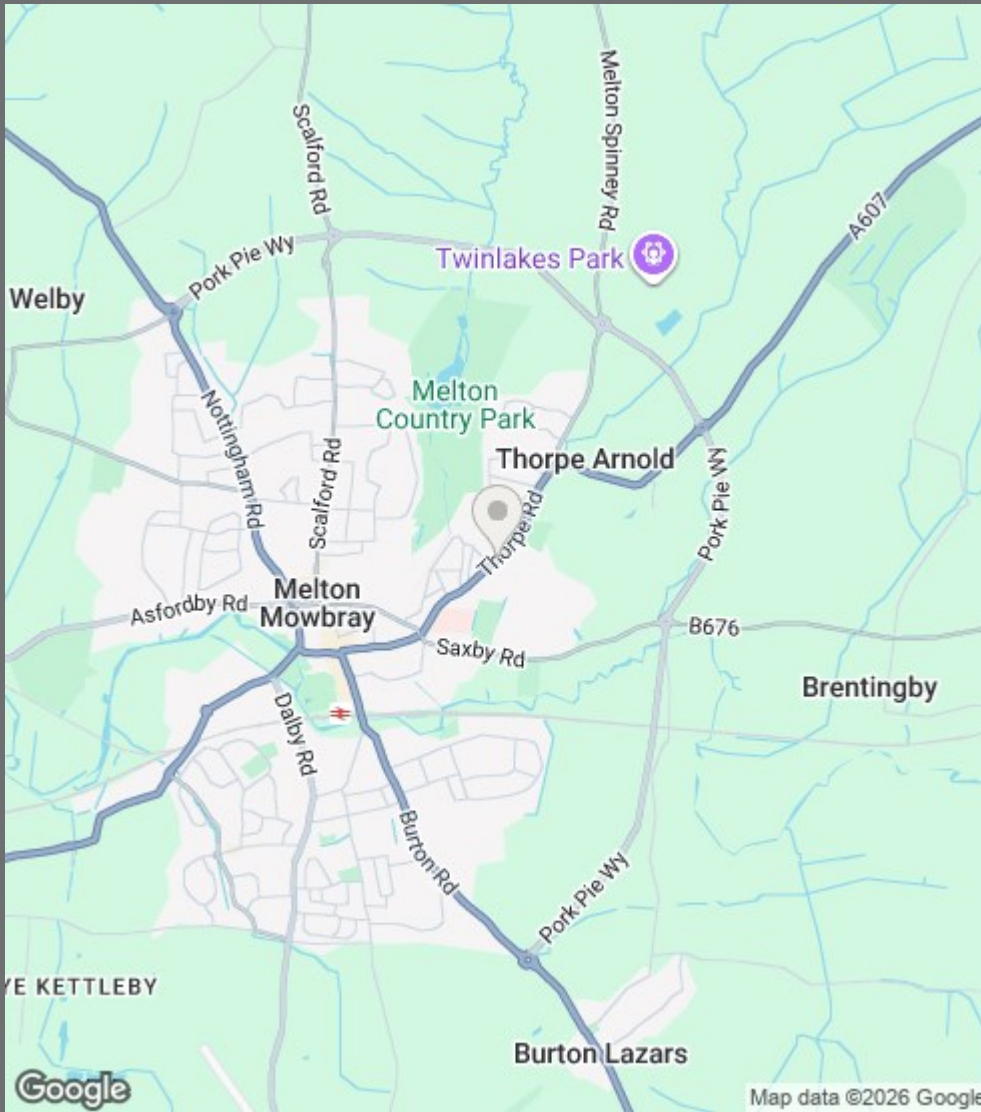 Scalford Rd
Melton Spinney Rd
A607
Pork Pie Wy
Twinlakes Park
Welby
Melton
Country Park
Nottingham Rd
Scalford Rd
Thorpe Arnold
Pork Pie Wy
Thorpe Rd
Melton
Mowbray
Asfordby Rd
B676
Saxby Rd
Brentingby
Dalby Rd
Burton Rd
Pork Pie Wy
YE KETTLEBY
Burton Lazars
Google
Map data ©2026 Google